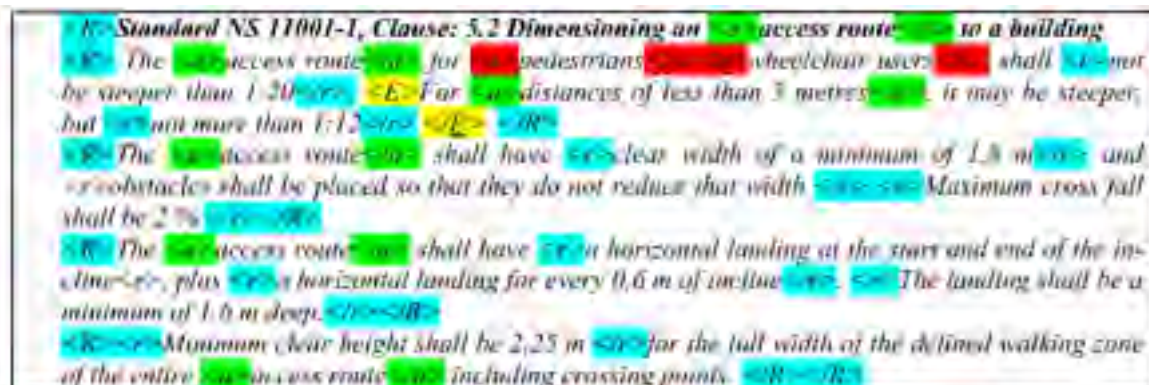 <R>Standard NS 11001-1, Clause: 5.2 Dimensioning an <a>access route</a> to a building
<R> The <a>access route</a> for pedestrians wheelchair users shall <r>not
be steeper than 1:20</r>. <E>For <a>distances of less than 3 metres</a>, it may be steeper,
but <r>not more than 1:12</r>. </E> </R>
<R>The <a>access route</a> shall have <r>clear width of a minimum of 1,8 m</r> and
<r>obstacles shall be placed so that they do not reduce that width </r>. <r>Maximum cross fall
shall be 2 % </r></R>
<R>The <a>access route</a> shall have <r>a horizontal landing at the start and end of the in-
cline<r>, plus <r>a horizontal landing for every 0,6 m of incline</r>. <r>The landing shall be a
minimum of 1.6 m deep.</r></R>
<R><r>Minimum clear height shall be 2,25 m </r>for the full width of the defined walking zone
of the entire <a>access route</a> including crossing points. </R></R>